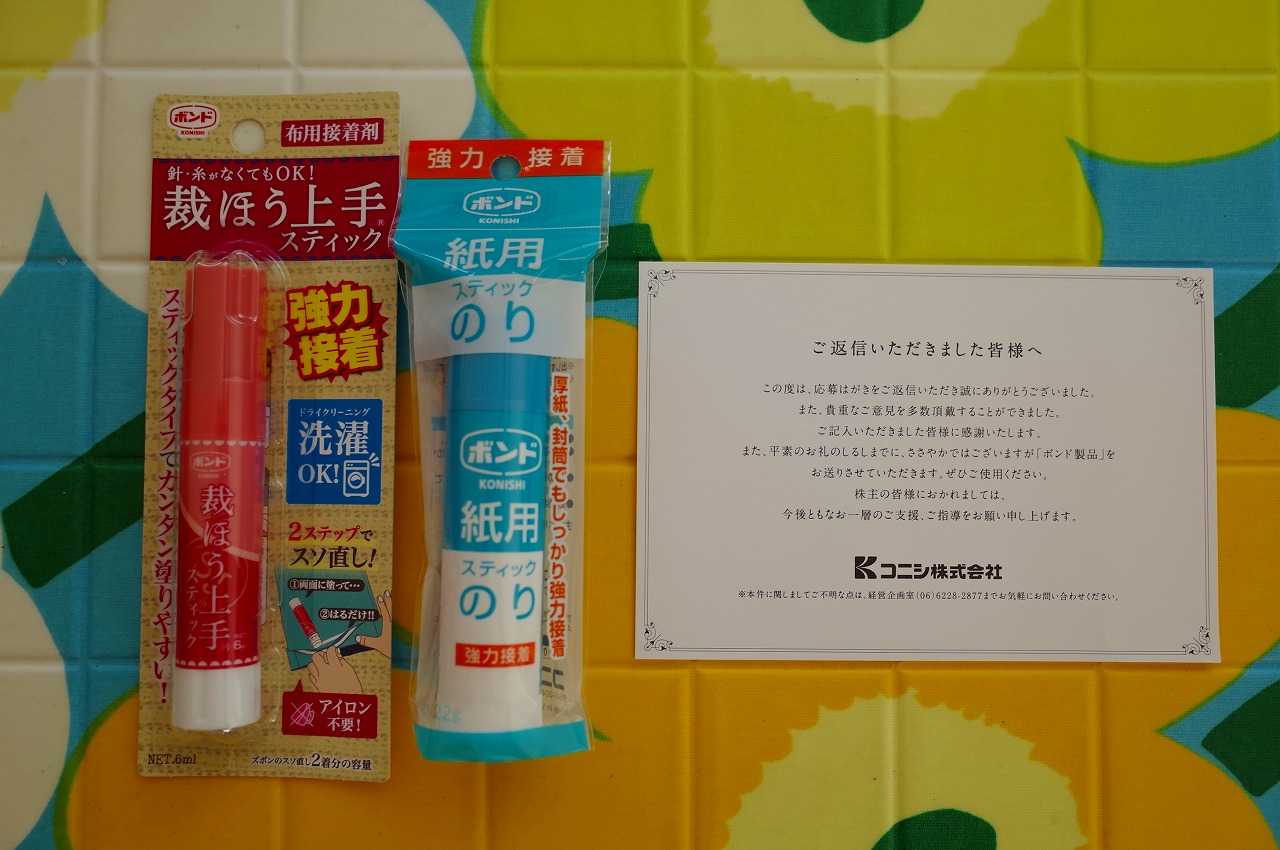 ボンド
KONISHI
布用接着剤
針・糸がなくてもOK!
裁ほう上手®
スティック
スティックタイプでカンタン塗りやすい!
強力
接着
ドライクリーニング
洗濯
OK!
2ステップで
スソ直し!
①両面に塗って…
②はるだけ!!
アイロン
不要!
NET.6ml
ズボンのスソ直し2着分の容量
ボンド
裁ほう上手
スティック
強力接着
ボンド
KONISHI
紙用
スティック
のり
厚紙、封筒でもしっかり強力接着
ボンド
KONISHI
紙用
スティック
のり
強力接着
22g
ご返信いただきました皆様へ
この度は、応募はがきをご返信いただき誠にありがとうございました。
また、貴重なご意見を多数頂戴することができました。
ご記入いただきました皆様に感謝いたします。
また、平素のお礼のしるしまでに、ささやかではございますが「ボンド製品」を
お送りさせていただきます。ぜひご使用ください。
株主の皆様におかれましては、
今後ともなお一層のご支援、ご指導をお願い申し上げます。
コニシ株式会社
※本件に関しましてご不明な点は、経営企画室(06)6228-2877までお気軽にお問い合わせください。